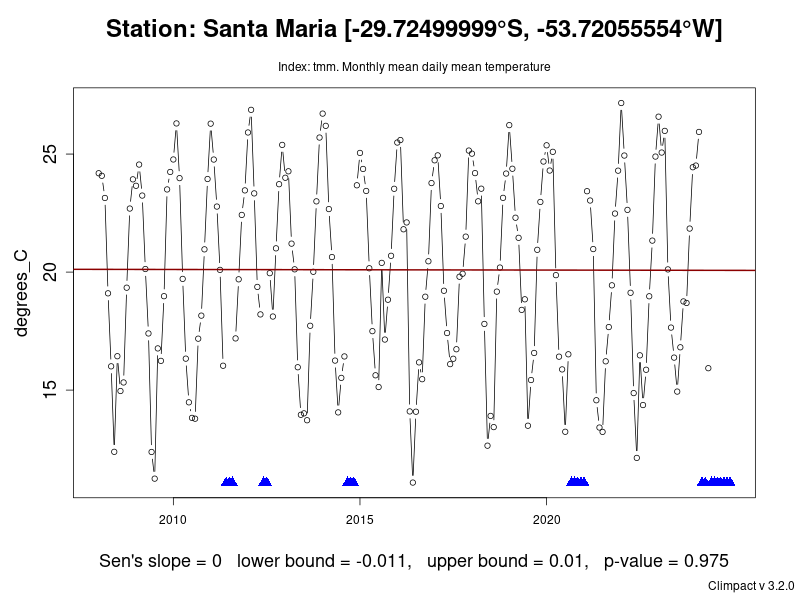 Station: Santa Maria [-29.72499999°S, -53.72055554°W]
Index: tmm. Monthly mean daily mean temperature
degrees_C
25
20
15
2010 2015 2020
Sen's slope = 0 lower bound = -0.011, upper bound = 0.01, p-value = 0.975
Climpact v 3.2.0